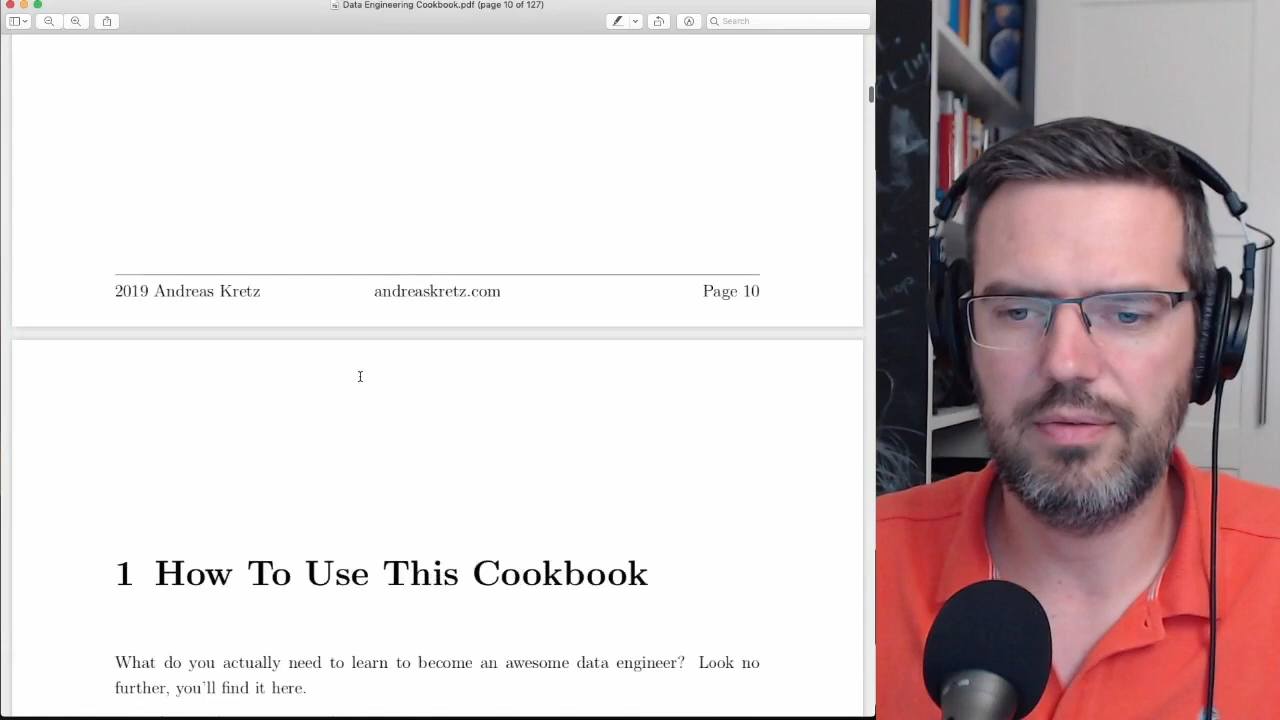 Data Engineering Cookbook.pdf (page 10 of 127)
Search
2019 Andreas Kretz andreaskretz.com Page 10
1 How To Use This Cookbook
What do you actually need to learn to become an awesome data engineer? Look no
further, you'll find it here.